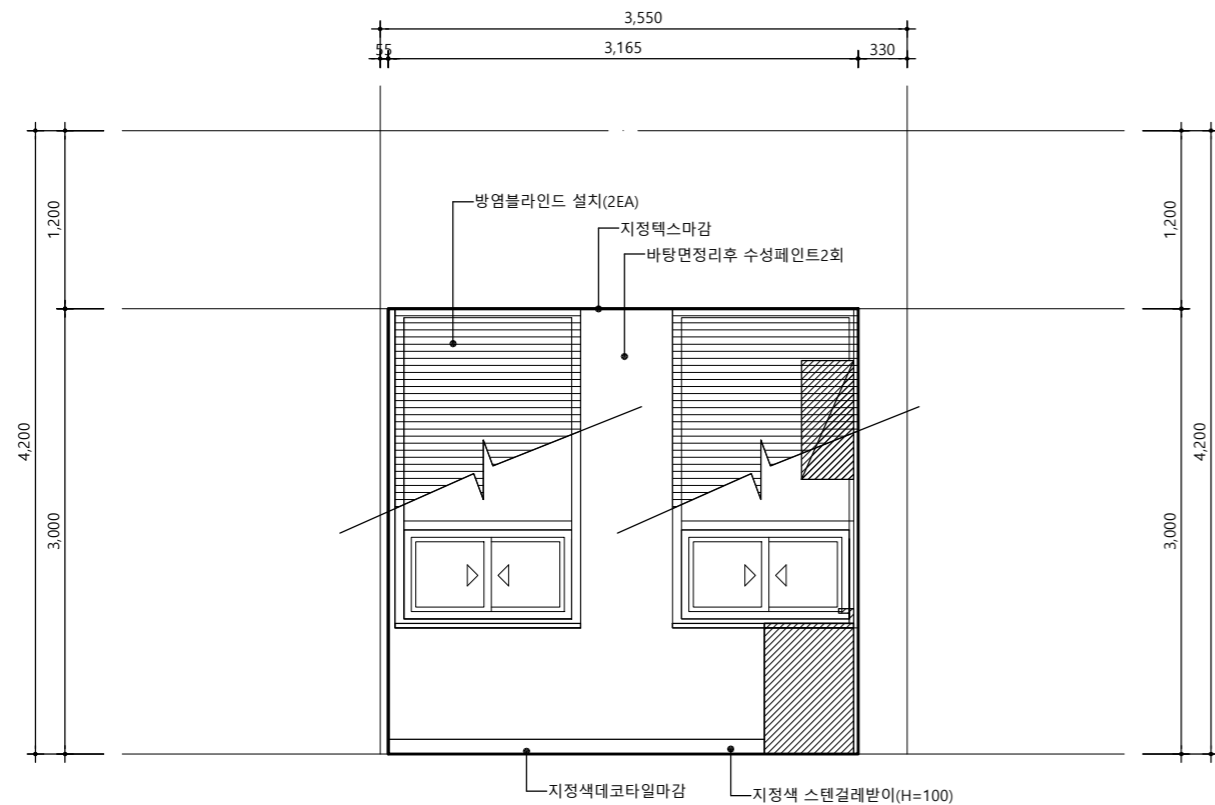 3,550
55
3,165
330
1,200
1,200
방염블라인드 설치(2EA)
지정텍스마감
바탕면정리후 수성페인트2회
4,200
4,200
3,000
3,000
지정색데코타일마감
지정색 스텐걸레받이(H=100)